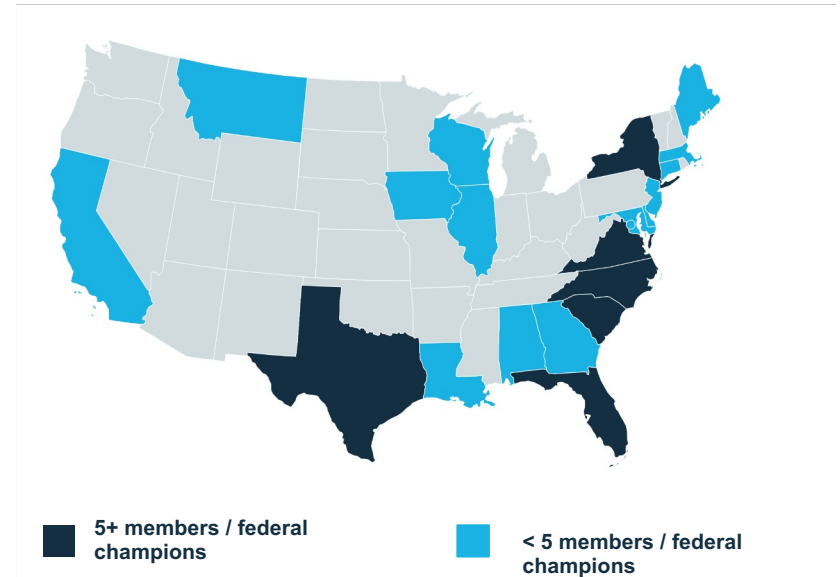 5+ members / federal
champions
< 5 members / federal
champions